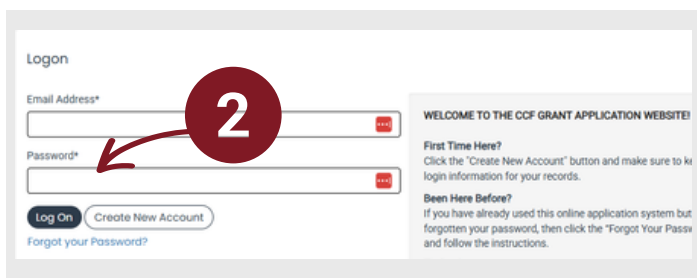 Logon
Email Address*
2
Password*
Log On
Create New Account
Forgot your Password?
WELCOME TO THE CCF GRANT APPLICATION WEBSITE!
First Time Here?
Click the "Create New Account" button and make sure to
login information for your records.
Been Here Before?
If you have already used this online application system but
forgotten your password, then click the "Forgot Your
and follow the instructions.